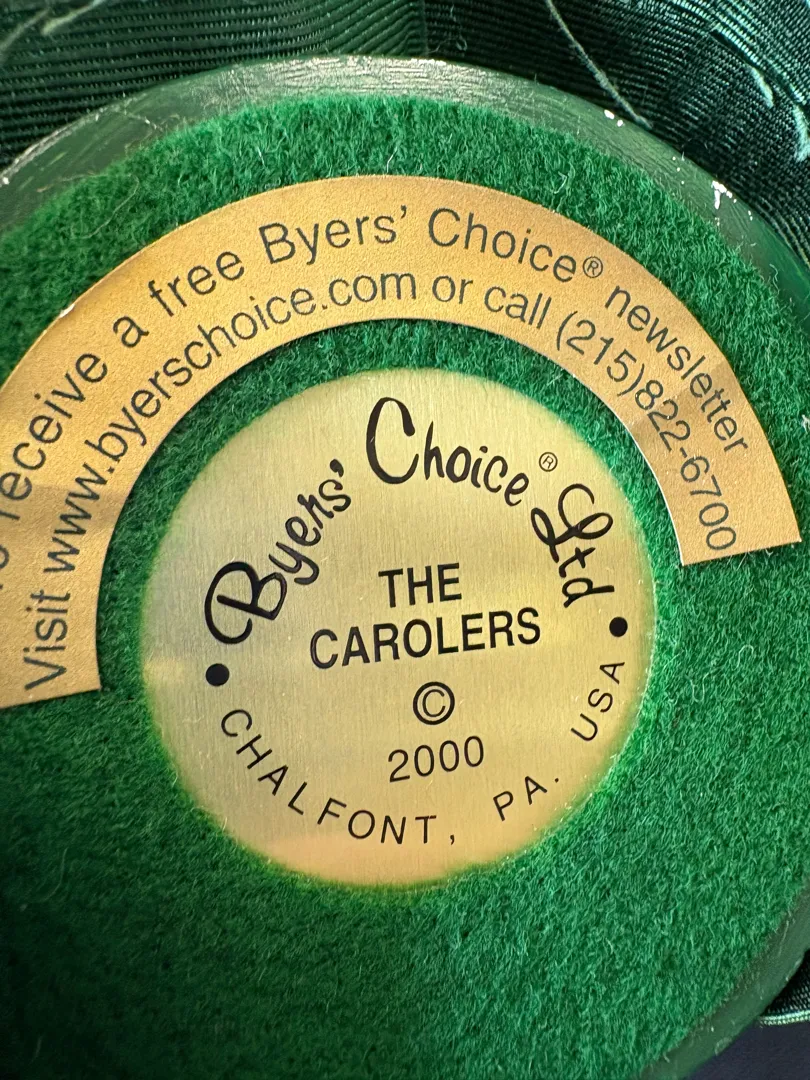 receive a free Byers' Choice® newsletter
Visit www.byerschoice.com or call (215)822-6700
Byers' Choice® Ltd
THE
CAROLERS
©
2000
• CHALFONT, PA. USA •